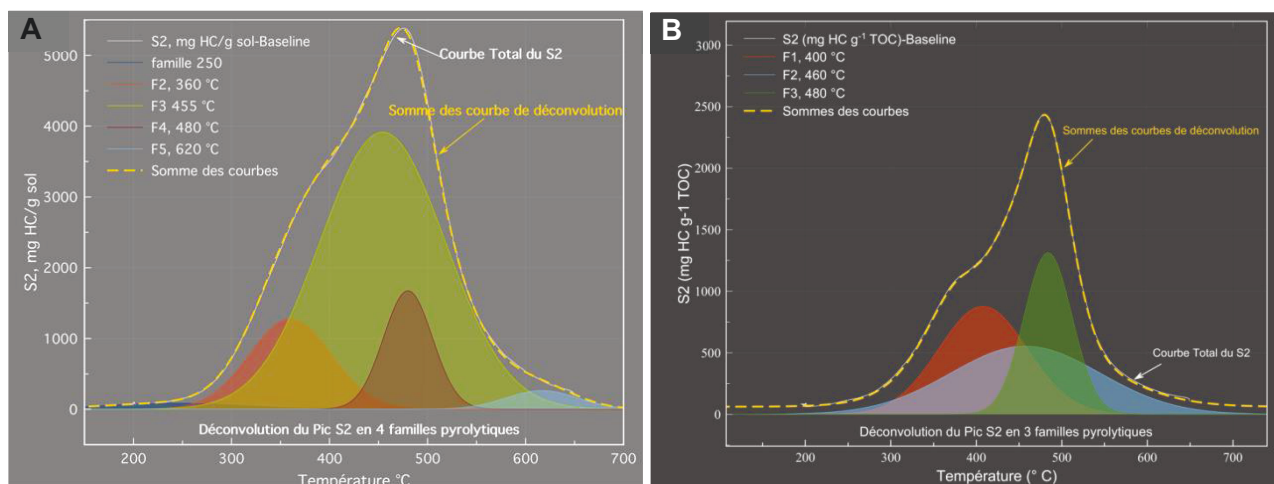 A
S2, mg HC/g sol-Baseline
famille 250
F2, 360 °C
F3 455 °C
F4, 480 °C
F5, 620 °C
Somme des courbes
Courbe Total du S2
Somme des courbe de déconvolution
5000
4000
3000
2000
1000
0
S2, mg HC/g sol
Déconvolution du Pic S2 en 4 familles pyrolytiques
200 300 400 500 600 700
Température °C
B
S2 (mg HC g⁻¹ TOC)-Baseline
F1, 400 °C
F2, 460 °C
F3, 480 °C
Sommes des courbes
Sommes des courbes de déconvolution
3000
2500
2000
1500
1000
500
0
S2 (mg HC g-1 TOC)
Courbe Total du S2
Déconvolution du Pic S2 en 3 familles pyrolytiques
200 300 400 500 600 700
Température (° C)